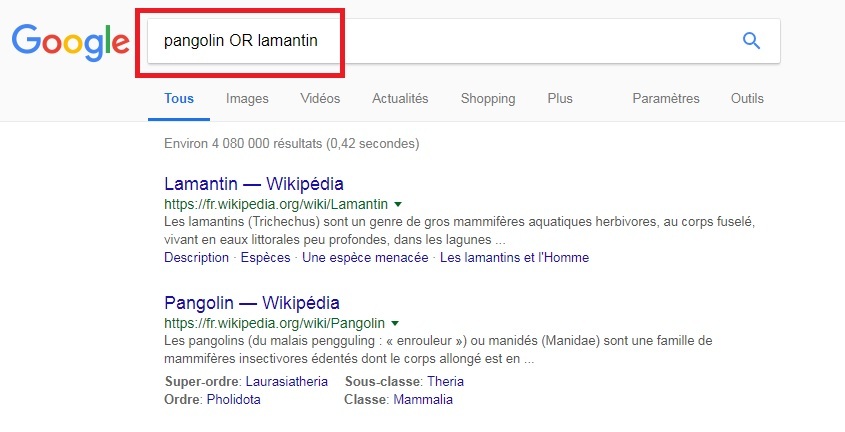 Google
pangolin OR lamantin
Tous Images Vidéos Actualités Shopping Plus Paramètres Outils
Environ 4 080 000 résultats (0,42 secondes)
Lamantin — Wikipédia
https://fr.wikipedia.org/wiki/Lamantin
Les lamantins (Trichechus) sont un genre de gros mammifères aquatiques herbivores, au corps fuselé,
vivant en eaux littorales peu profondes, dans les lagunes ...
Description · Espèces · Une espèce menacée · Les lamantins et l'Homme
Pangolin — Wikipédia
https://fr.wikipedia.org/wiki/Pangolin
Les pangolins (du malais pengguling : « enrouleur ») ou manidés (Manidae) sont une famille de
mammifères insectivores édentés dont le corps allongé est en ...
Super-ordre: Laurasiatheria Sous-classe: Theria
Ordre: Pholidota Classe: Mammalia